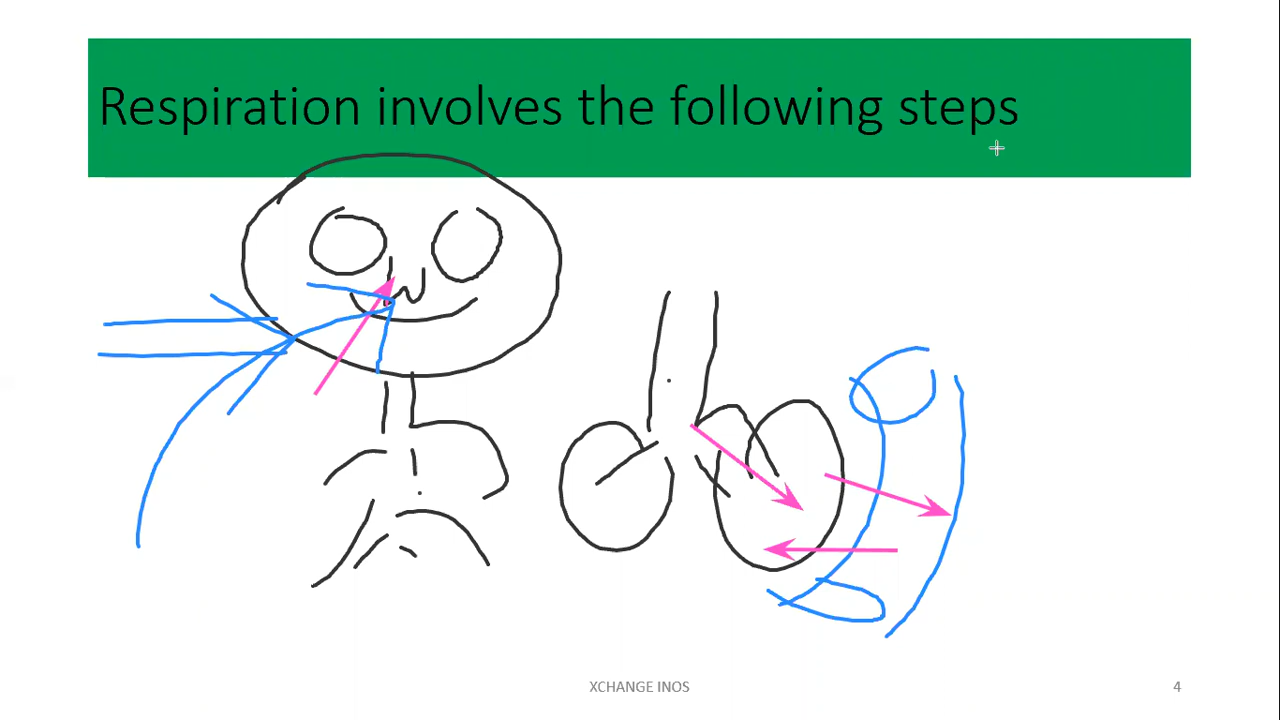 Respiration involves the following steps
XCHANGE INOS
4